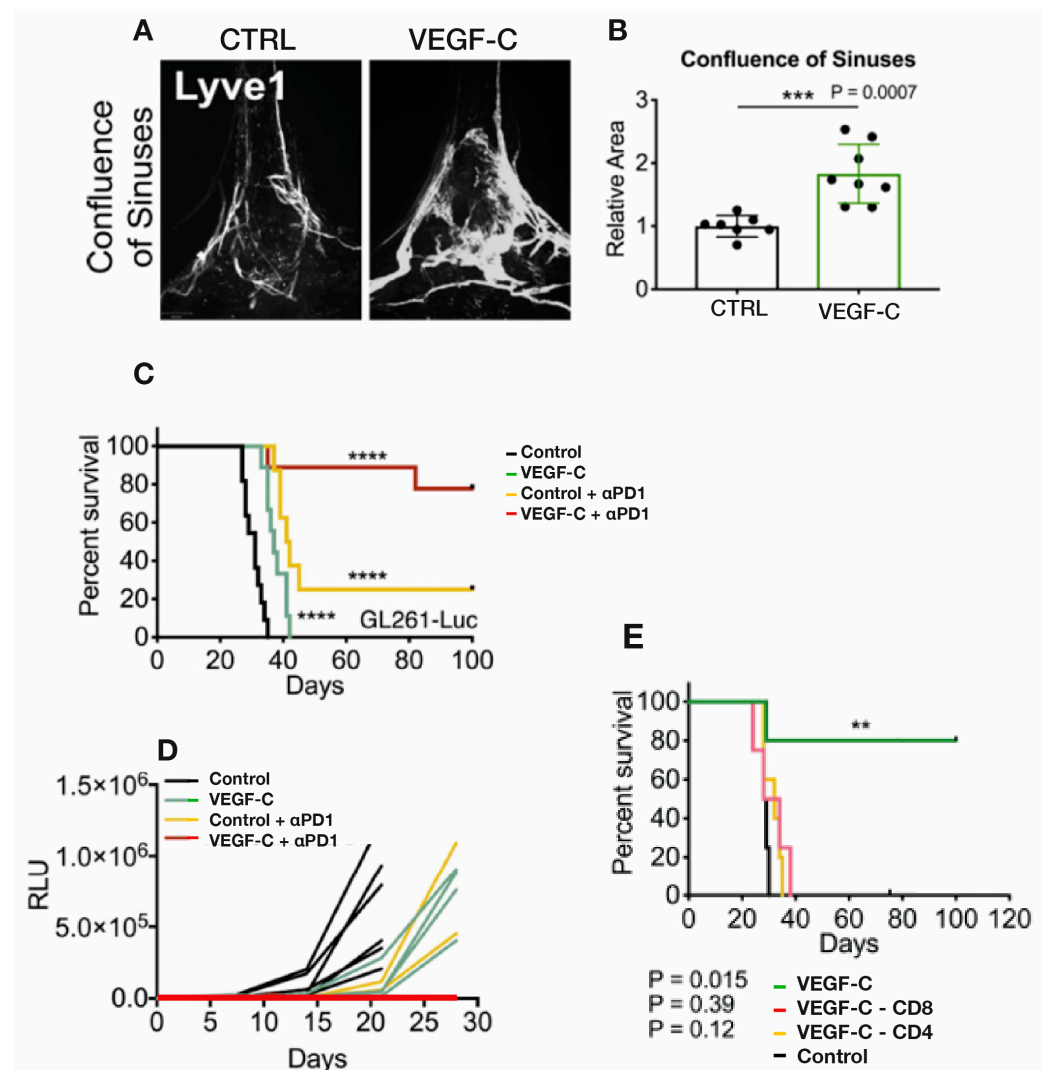 A
CTRL
VEGF-C
Lyve1
Confluence
of Sinuses
B
Confluence of Sinuses
*** P = 0.0007
Relative Area
3
2
1
0
CTRL
VEGF-C
C
Percent survival
100
80
60
40
20
0
****
****
****
GL261-Luc
0 20 40 60 80 100
Days
Control
VEGF-C
Control + αPD1
VEGF-C + αPD1
D
RLU
1.5×10⁶
1.0×10⁶
5.0×10⁵
0.0
Control
VEGF-C
Control + αPD1
VEGF-C + αPD1
0 5 10 15 20 25 30
Days
E
Percent survival
100
80
60
40
20
0
**
0 20 40 60 80 100 120
Days
P = 0.015
P = 0.39
P = 0.12
VEGF-C
VEGF-C - CD8
VEGF-C - CD4
Control